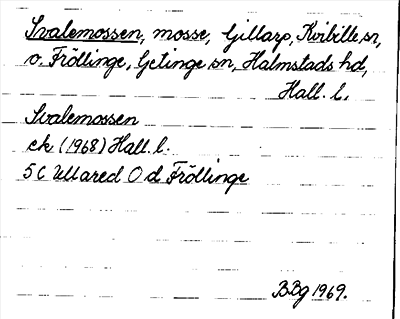 Svalemossen, mosse, Gillarp, Kvibille sn,
o. Fröllinge, Getinge sn, Halmstads hd,
Hall. l.
Svalemossen
ek (1968) Hall. l.
5C Ullared O d Fröllinge
BBg 1969.